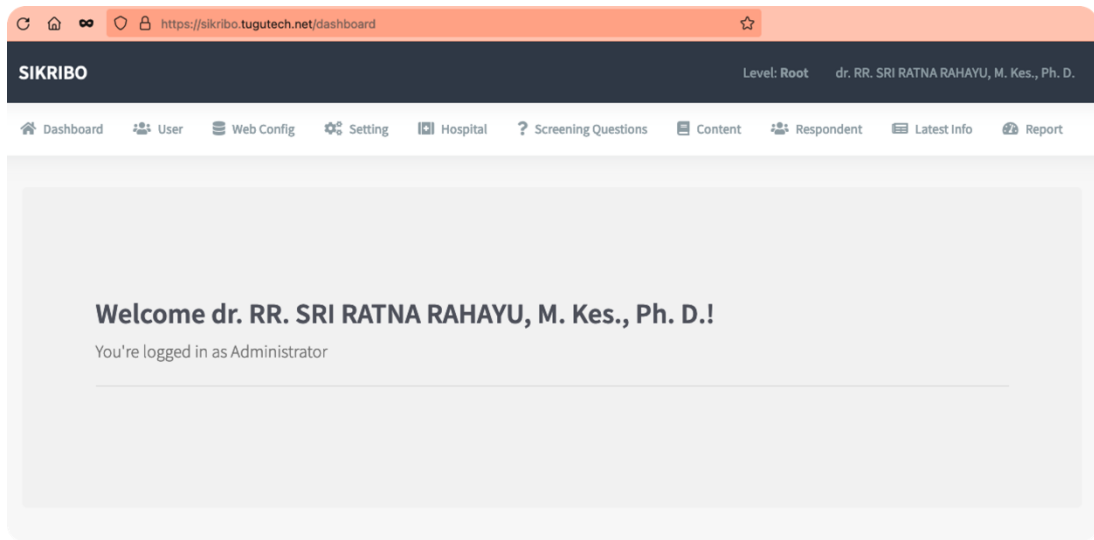 https://sikribo.tugutech.net/dashboard
SIKRIBO Level: Root dr. RR. SRI RATNA RAHAYU, M. Kes., Ph. D.
Dashboard User Web Config Setting Hospital Screening Questions Content Respondent Latest Info Report
Welcome dr. RR. SRI RATNA RAHAYU, M. Kes., Ph. D.!
You're logged in as Administrator